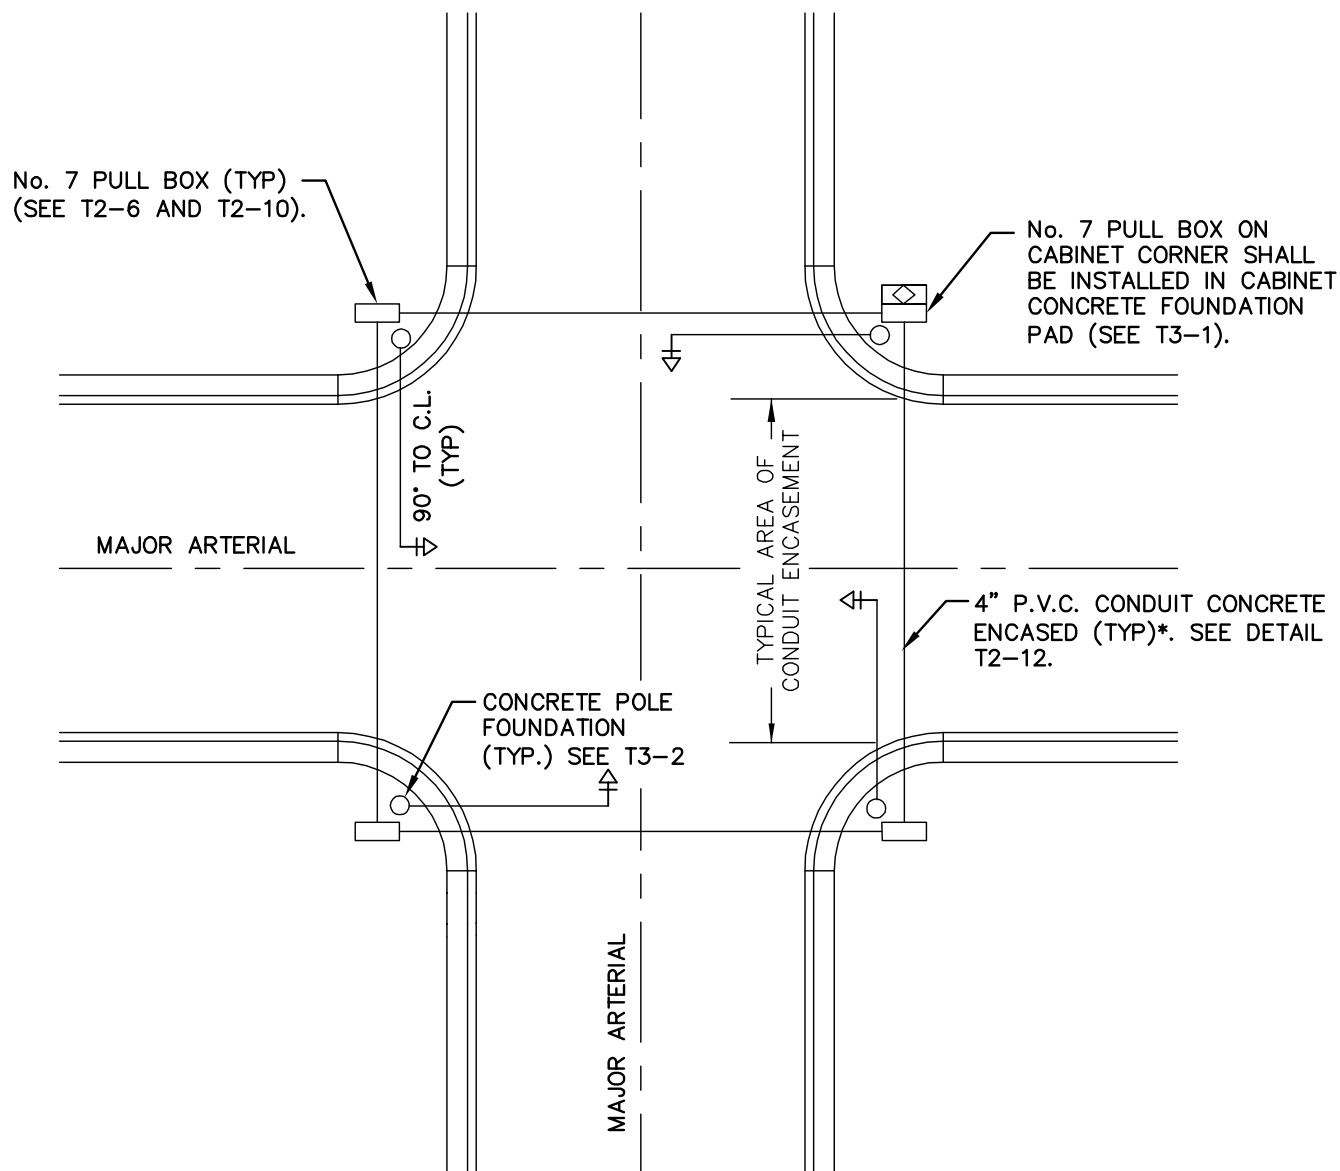 No. 7 PULL BOX (TYP)
(SEE T2-6 AND T2-10).
No. 7 PULL BOX ON
CABINET CORNER SHALL
BE INSTALLED IN CABINET
CONCRETE FOUNDATION
PAD (SEE T3-1).
90° TO C.L.
(TYP)
TYPICAL AREA OF
CONDUIT ENCASEMENT
MAJOR ARTERIAL
4" P.V.C. CONDUIT CONCRETE
ENCASED (TYP)*. SEE DETAIL
T2-12.
CONCRETE POLE
FOUNDATION
(TYP.) SEE T3-2
MAJOR ARTERIAL